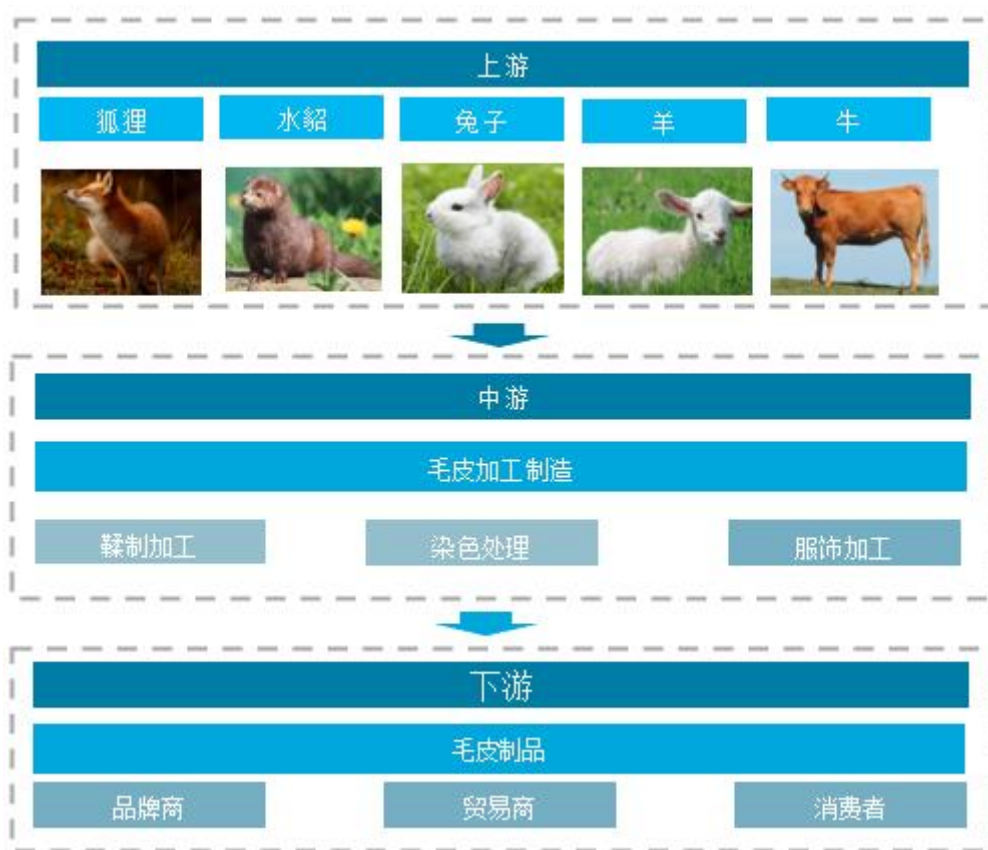 上游
狐狸 水貂 兔子 羊 牛
中游
毛皮加工制造
鞣制加工 染色处理 服饰加工
下游
毛皮制品
品牌商 贸易商 消费者